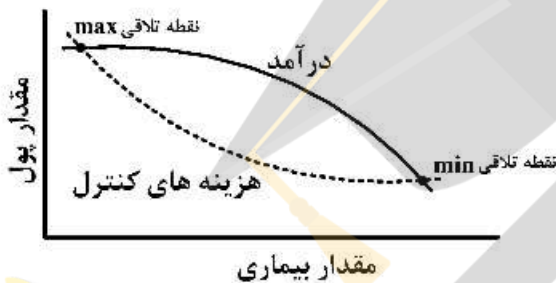 نقطه تلاقی max
درآمد
مقدار پول
نقطه تلاقی min
هزینه های کنترل
مقدار بیماری